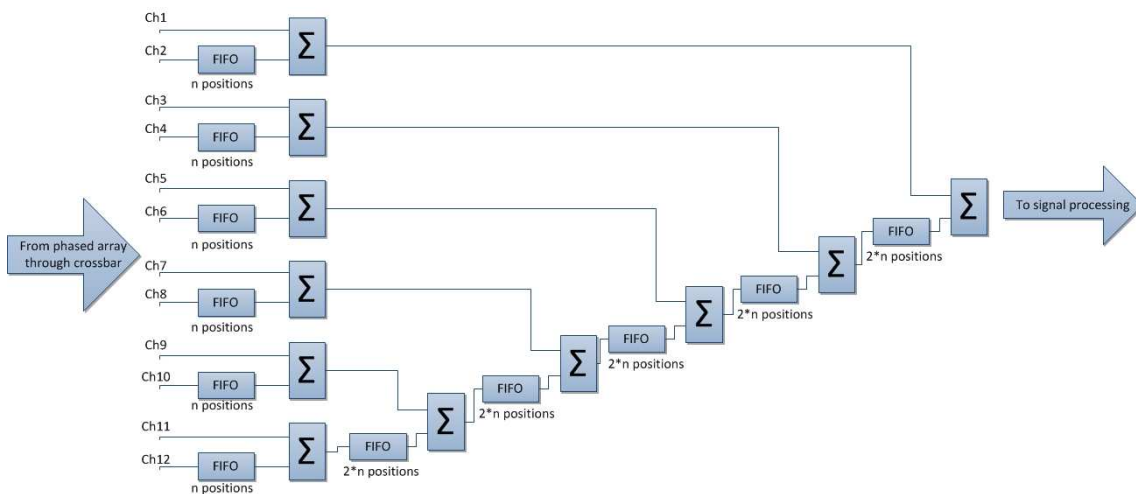 Ch1
Σ
Ch2
FIFO
n positions
Ch3
Σ
Ch4
FIFO
n positions
Ch5
Σ
Ch6
FIFO
n positions
To signal processing
Σ
FIFO
2*n positions
From phased array
through crossbar
Ch7
Σ
Ch8
FIFO
n positions
Σ
FIFO
2*n positions
Σ
FIFO
2*n positions
Ch9
Σ
Ch10
FIFO
n positions
Σ
FIFO
2*n positions
Σ
Ch11
Σ
Ch12
FIFO
n positions
FIFO
2*n positions